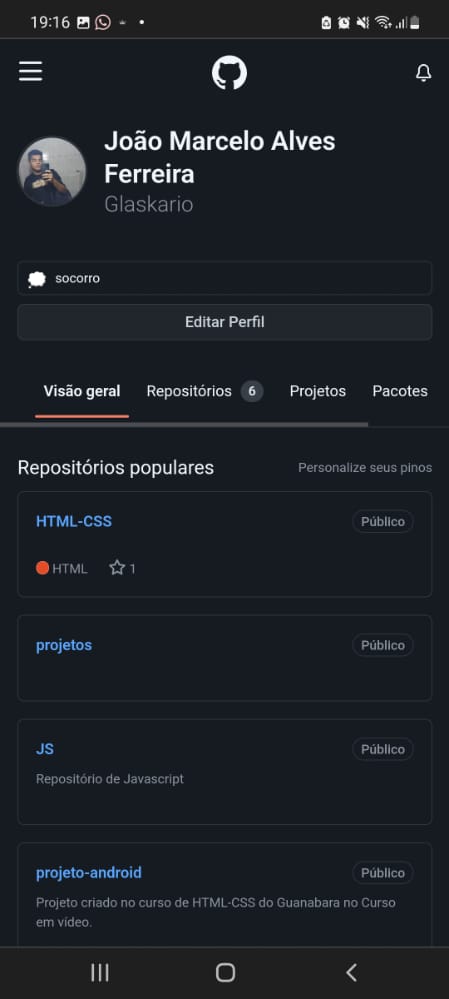 19:16
João Marcelo Alves
Ferreira
Glaskario
socorro
Editar Perfil
Visão geral Repositórios 6 Projetos Pacotes
Repositórios populares Personalize seus pinos
HTML-CSS Público
HTML 1
projetos Público
JS Público
Repositório de Javascript
projeto-android Público
Projeto criado no curso de HTML-CSS do Guanabara no Curso
em vídeo.